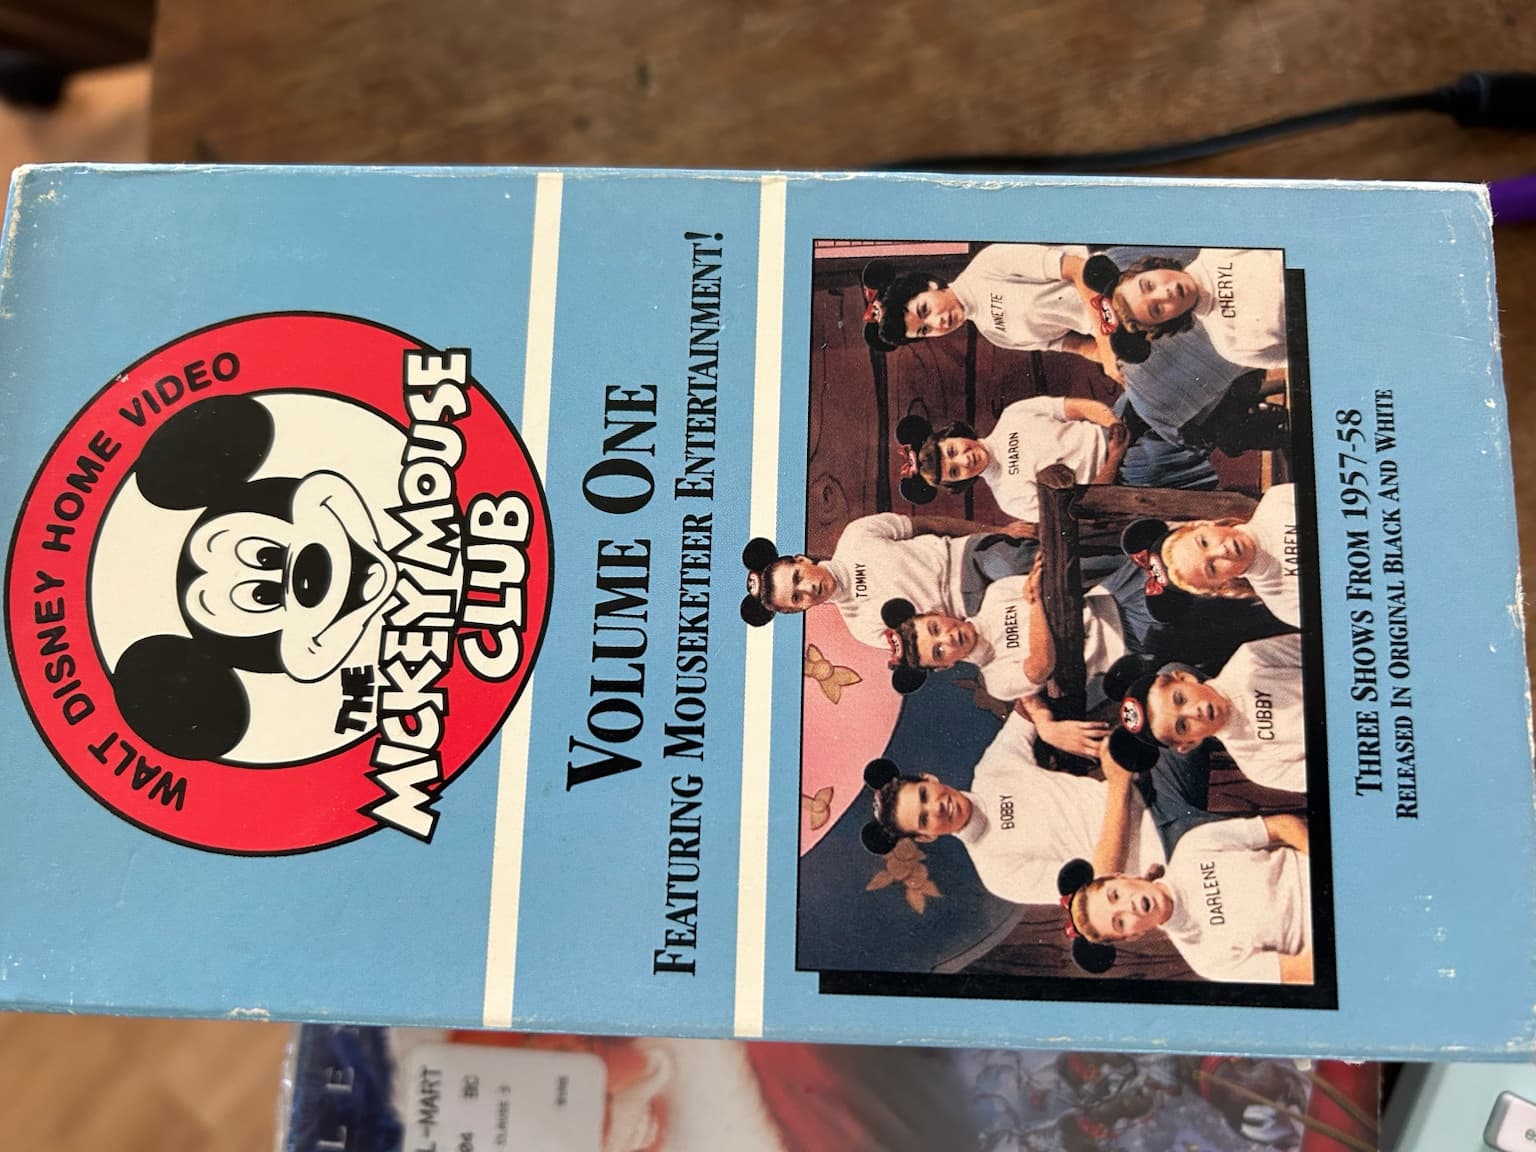 WALT DISNEY HOME VIDEO
THE
MICKEY MOUSE
CLUB
VOLUME ONE
FEATURING MOUSEKETEER ENTERTAINMENT!
TOMMY
SHARON
ANNETTE
BOBBY
DOREEN
DARLENE
CUBBY
KAREN
CHERYL
THREE SHOWS FROM 1957-58
RELEASED IN ORIGINAL BLACK AND WHITE
L E
L-MART